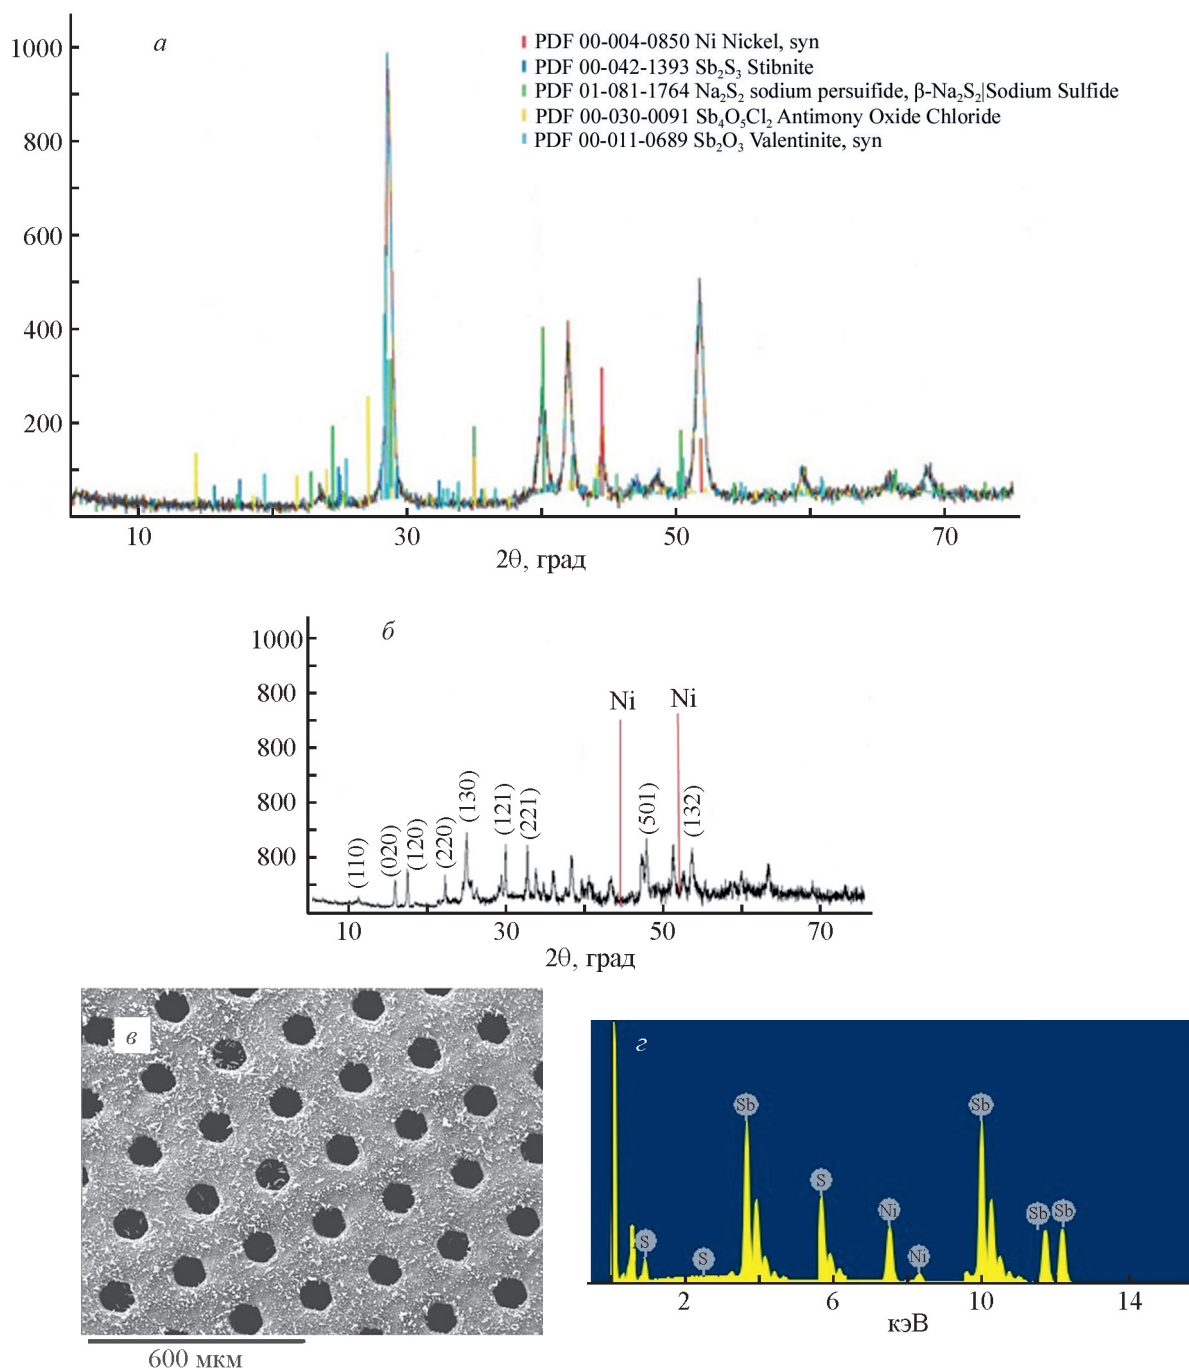 а
1000
800
600
400
200
PDF 00-004-0850 Ni Nickel, syn
PDF 00-042-1393 Sb₂S₃ Stibnite
PDF 01-081-1764 Na₂S₂ sodium persuifide, β-Na₂S₂|Sodium Sulfide
PDF 00-030-0091 Sb₄O₅Cl₂ Antimony Oxide Chloride
PDF 00-011-0689 Sb₂O₃ Valentinite, syn
10 30 50 70
2θ, град
б
1000
800
800
800
800
Ni Ni
(110) (020) (120) (220) (130) (121) (221) (501) (132)
10 30 50 70
2θ, град
в
600 мкм
г
Sb Sb
S
Ni Sb Sb
S S Ni
2 6 10 14
кэВ